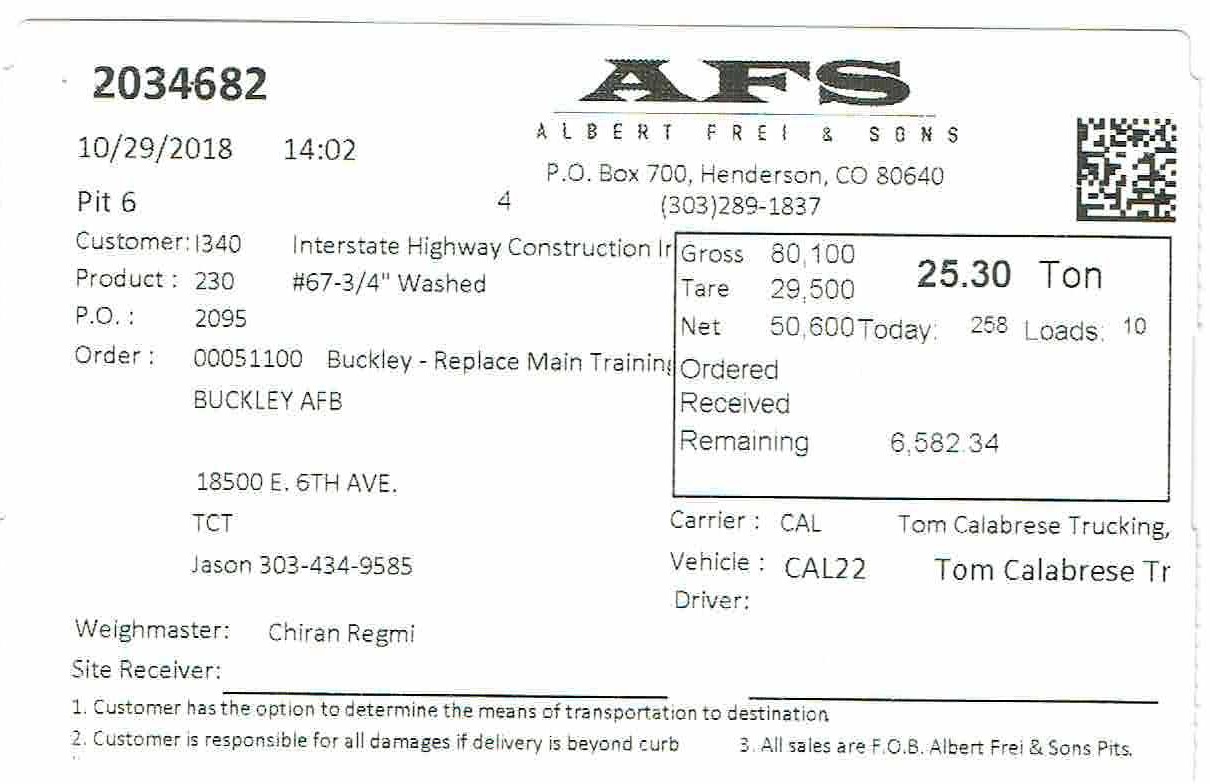 2034682
AFS
ALBERT FREI & SONS
10/29/2018 14:02
P.O. Box 700, Henderson, CO 80640
Pit 6 4 (303)289-1837
Customer: I340 Interstate Highway Construction Ir
Product : 230 #67-3/4" Washed
P.O. : 2095
Order : 00051100 Buckley - Replace Main Training
BUCKLEY AFB
18500 E. 6TH AVE.
TCT
Jason 303-434-9585
Gross 80,100 25.30 Ton
Tare 29,500
Net 50,600 Today: 258 Loads: 10
Ordered
Received
Remaining 6,582.34
Carrier : CAL Tom Calabrese Trucking,
Vehicle : CAL22 Tom Calabrese Tr
Driver:
Weighmaster: Chiran Regmi
Site Receiver:
1. Customer has the option to determine the means of transportation to destination
2. Customer is responsible for all damages if delivery is beyond curb 3. All sales are F.O.B. Albert Frei & Sons Pits.